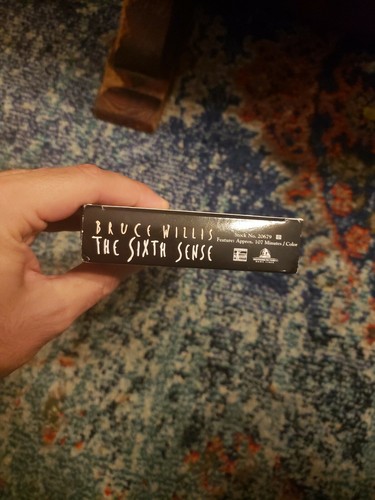 BRUCE WILLIS
THE SIXTH SENSE
Stock No. 20679
Feature: Approx. 107 Minutes / Color